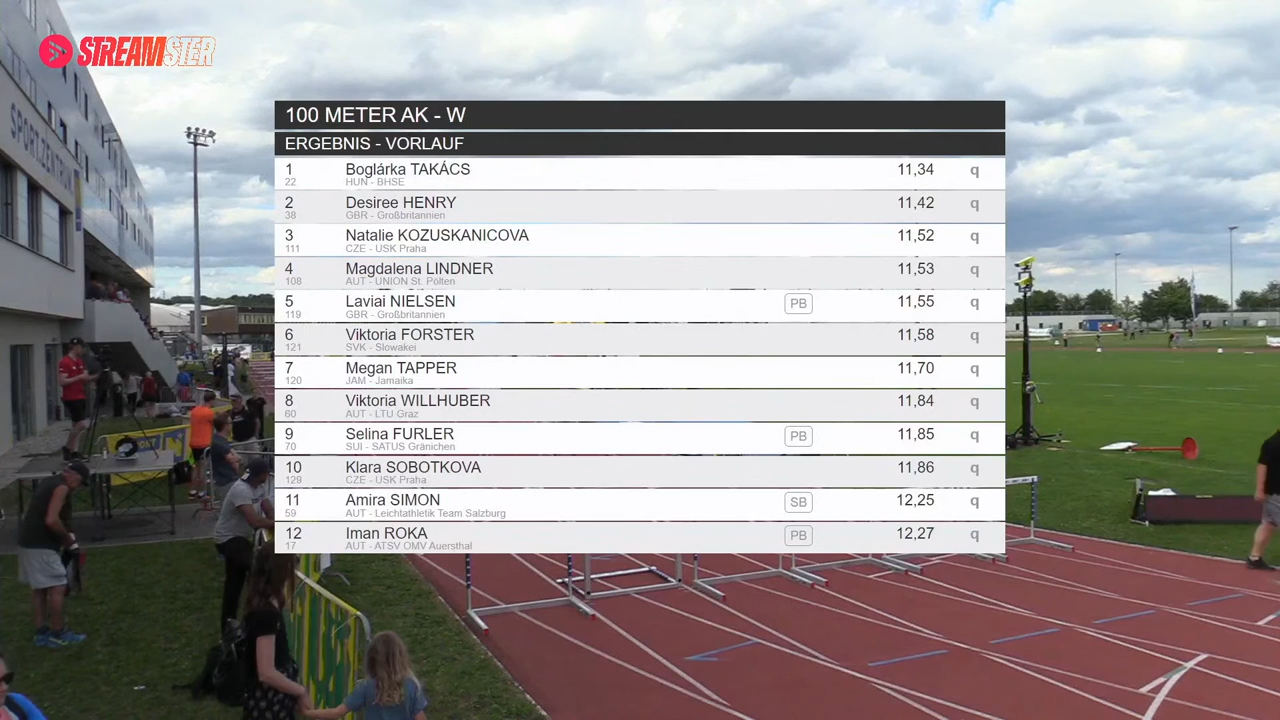 STREAMSTER
SPORT.ZENTRUM
100 METER AK - W
ERGEBNIS - VORLAUF
1 Boglárka TAKÁCS 11,34 q
22 HUN - BHSE
2 Desiree HENRY 11,42 q
38 GBR - Großbritannien
3 Natalie KOZUSKANICOVA 11,52 q
111 CZE - USK Praha
4 Magdalena LINDNER 11,53 q
108 AUT - UNION St. Pölten
5 Laviai NIELSEN PB 11,55 q
119 GBR - Großbritannien
6 Viktoria FORSTER 11,58 q
121 SVK - Slowakei
7 Megan TAPPER 11,70 q
120 JAM - Jamaika
8 Viktoria WILLHUBER 11,84 q
60 AUT - LTU Graz
9 Selina FURLER PB 11,85 q
70 SUI - SATUS Gränichen
10 Klara SOBOTKOVA 11,86 q
129 CZE - USK Praha
11 Amira SIMON SB 12,25 q
59 AUT - Leichtathletik Team Salzburg
12 Iman ROKA PB 12,27 q
17 AUT - ATSV OMV Auersthal